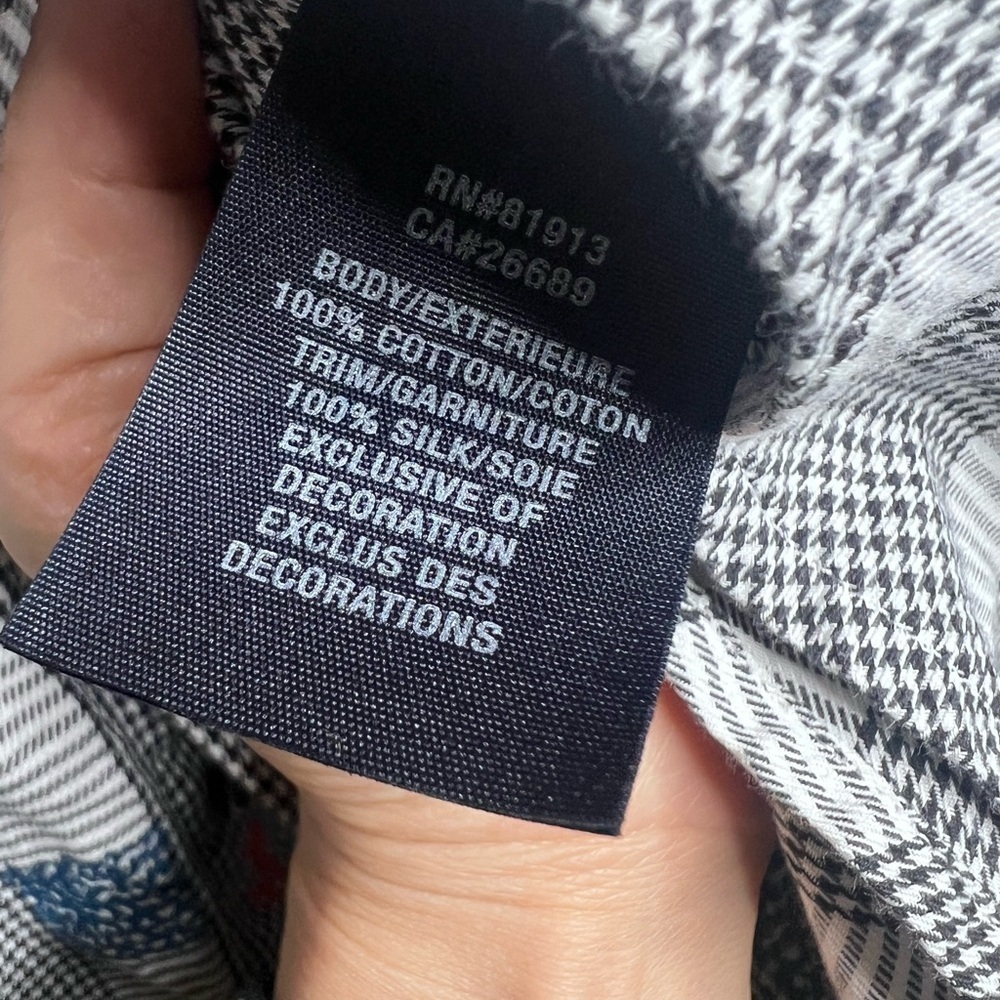 RN#81913
CA#26689
BODY/EXTERIEURE
100% COTTON/COTON
TRIM/GARNITURE
100% SILK/SOIE
EXCLUSIVE OF
DECORATION
EXCLUS DES
DECORATIONS